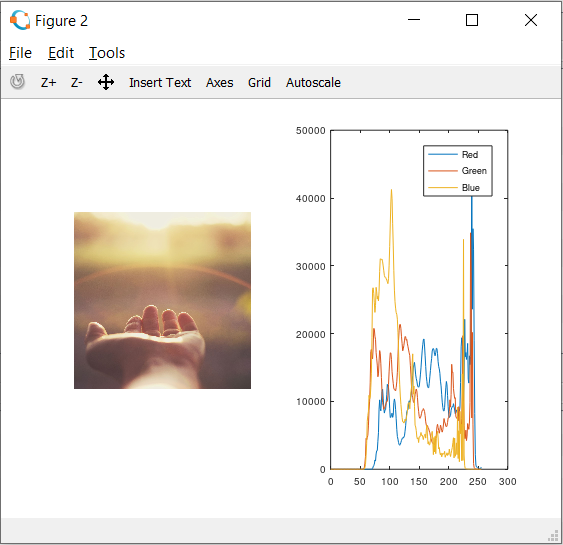 Figure 2
File Edit Tools
Z+ Z- Insert Text Axes Grid Autoscale
50000
40000
30000
20000
10000
0
0 50 100 150 200 250 300
Red
Green
Blue